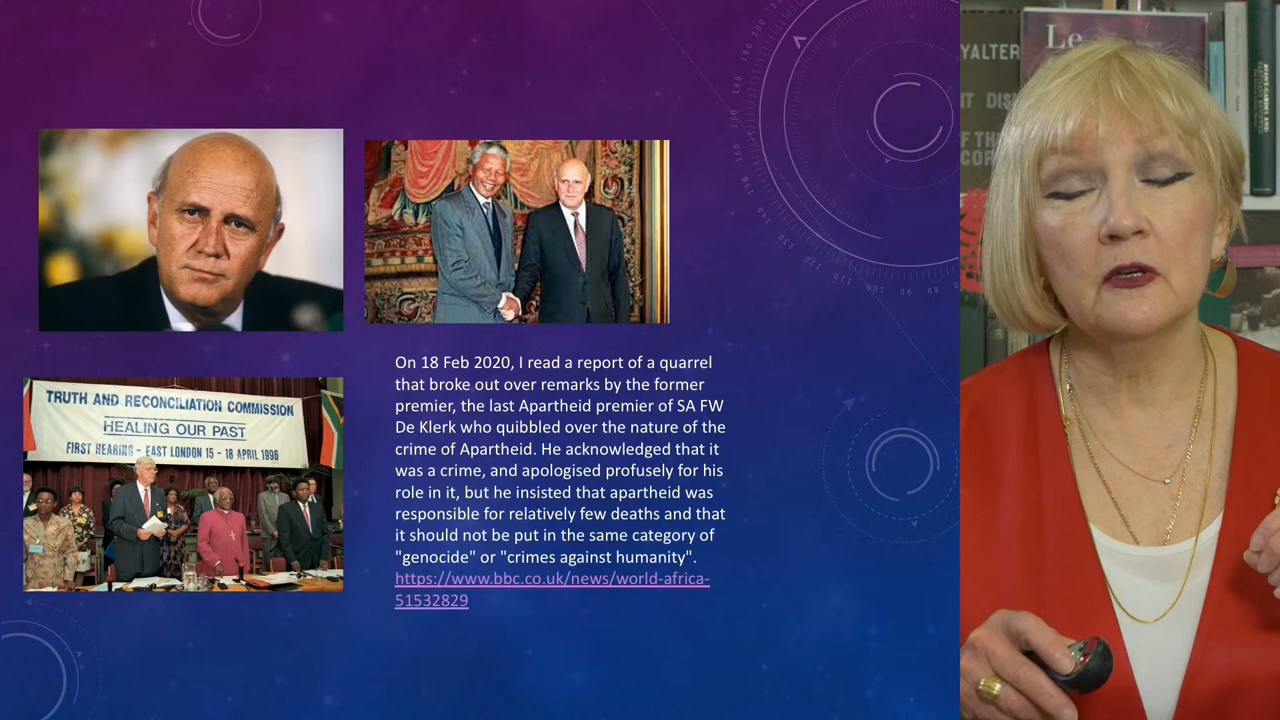 TRUTH AND RECONCILIATION COMMISSION
HEALING OUR PAST
FIRST HEARING - EAST LONDON 15 - 18 APRIL 1996
On 18 Feb 2020, I read a report of a quarrel
that broke out over remarks by the former
premier, the last Apartheid premier of SA FW
De Klerk who quibbled over the nature of the
crime of Apartheid. He acknowledged that it
was a crime, and apologised profusely for his
role in it, but he insisted that apartheid was
responsible for relatively few deaths and that
it should not be put in the same category of
"genocide" or "crimes against humanity".
https://www.bbc.co.uk/news/world-africa-
51532829
YALTER
Le